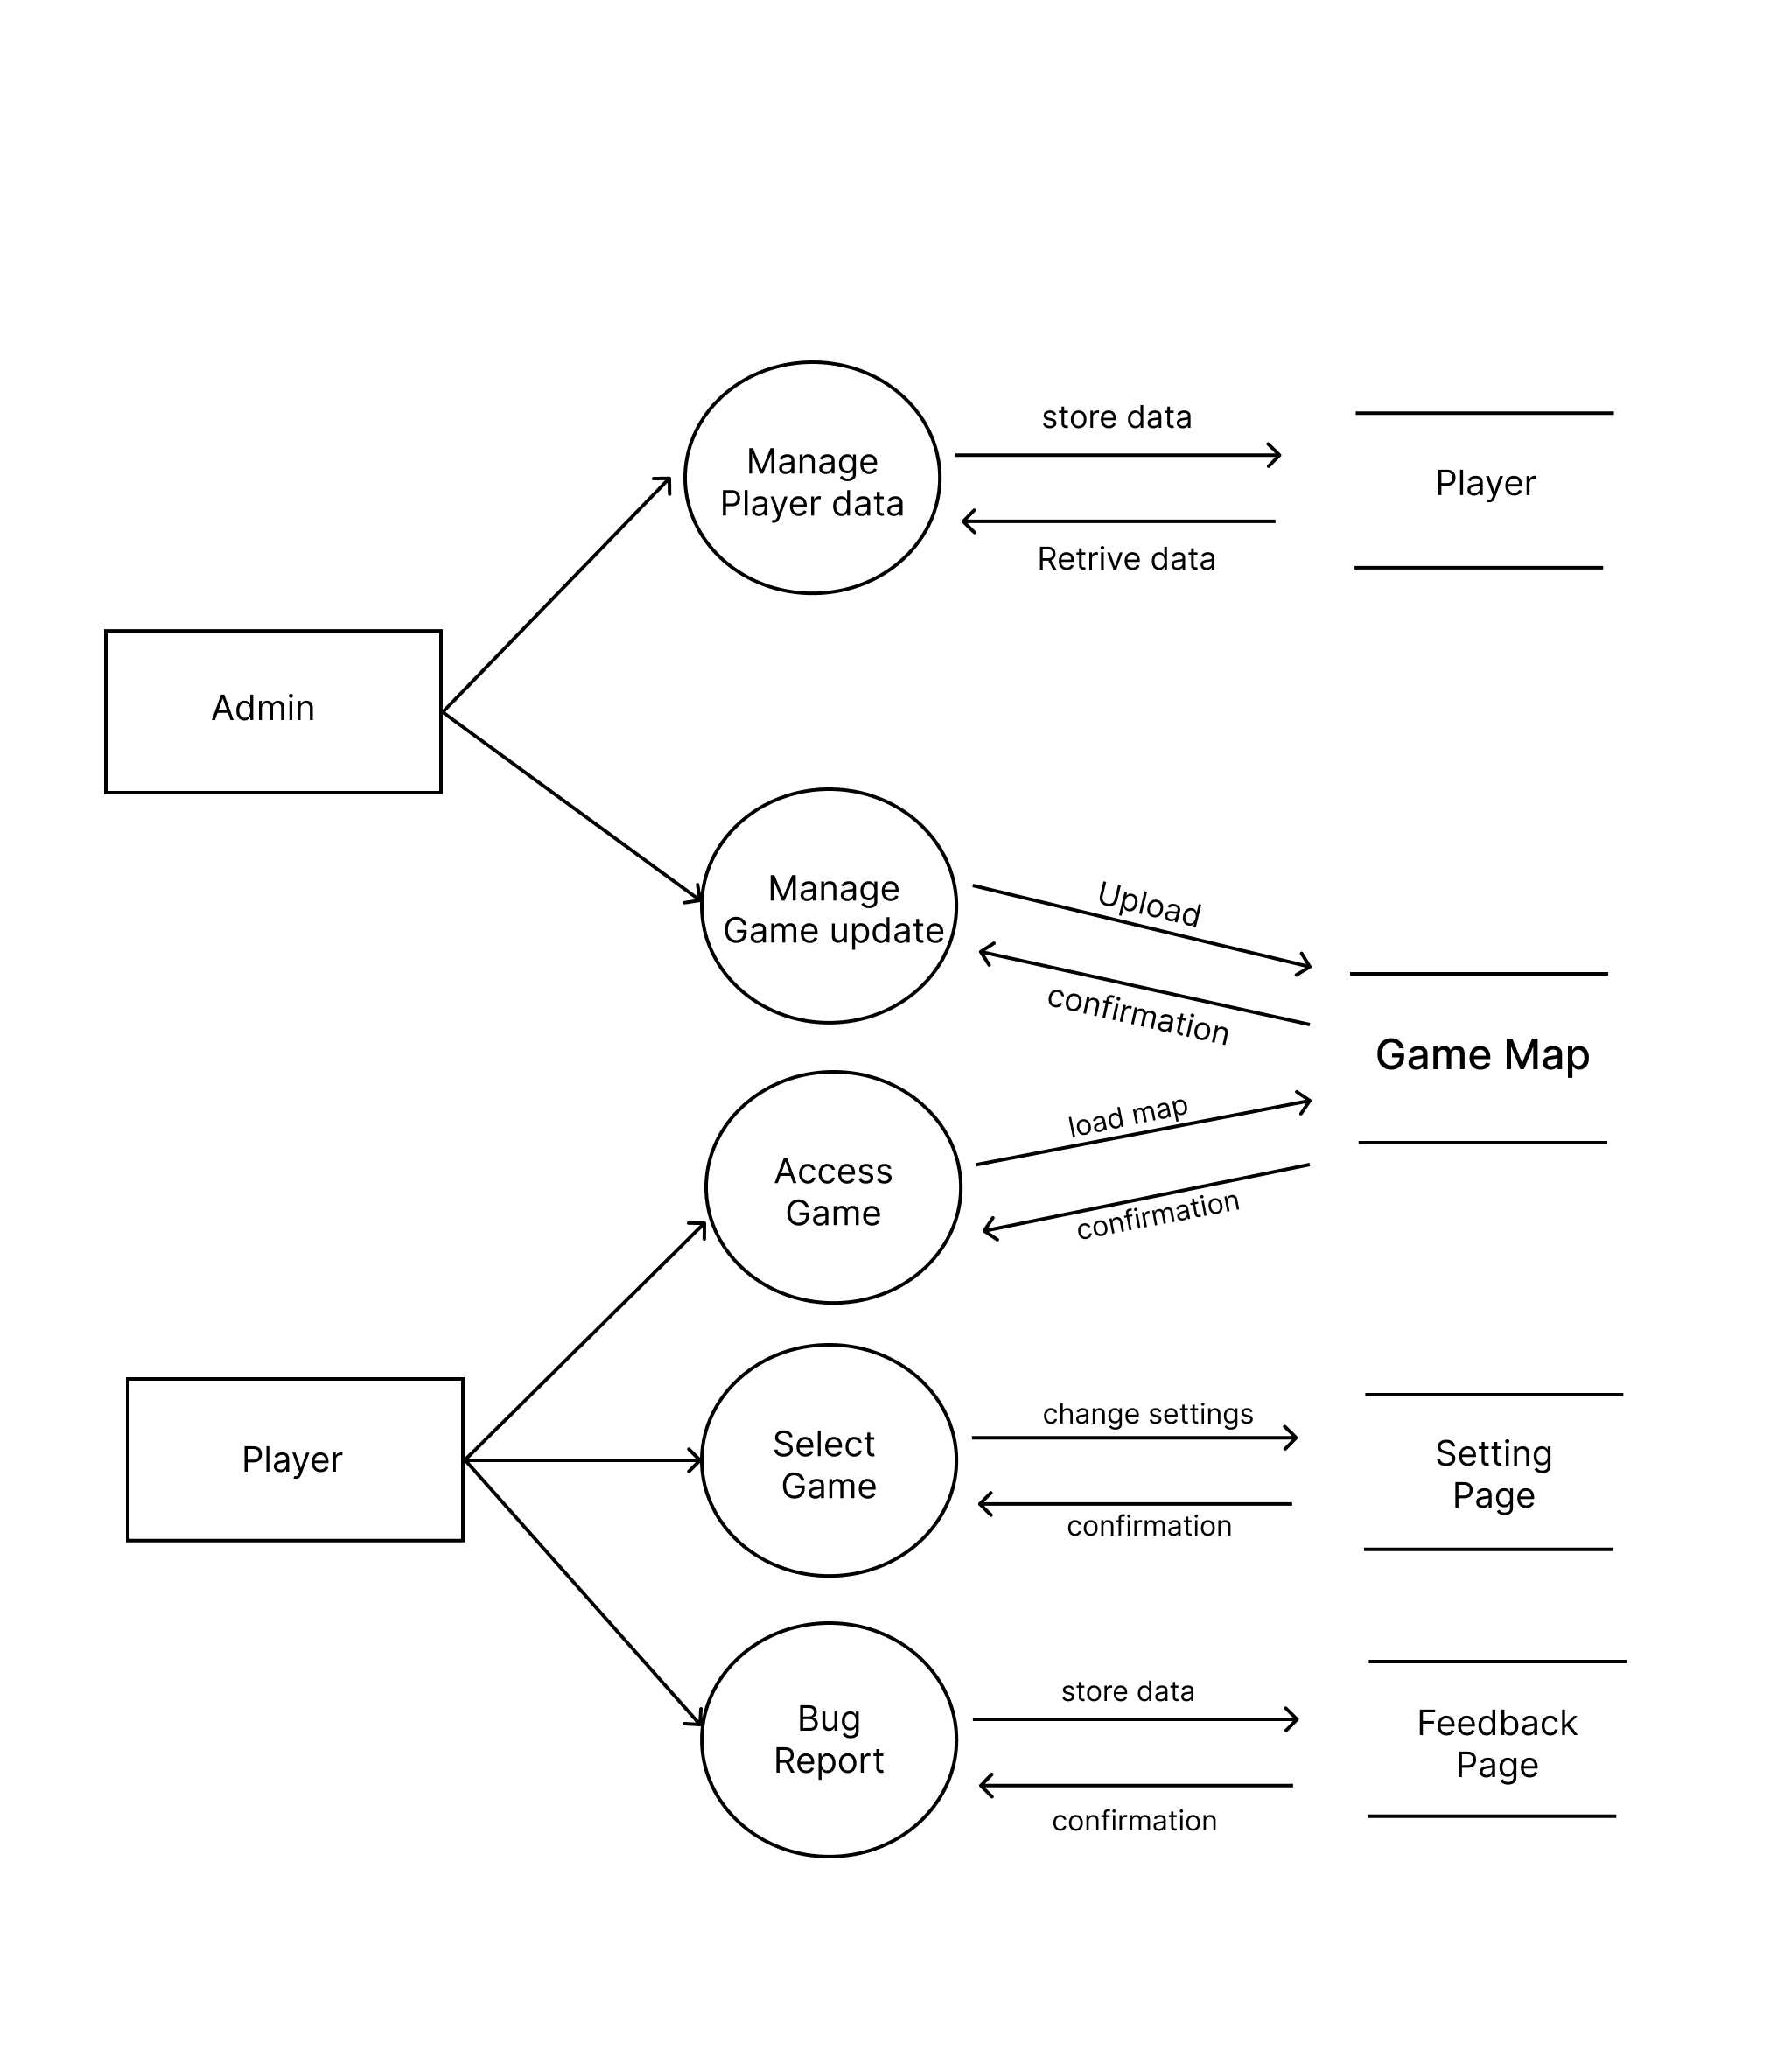 Manage
Player data
store data
Retrive data
Player
Admin
Manage
Game update
Upload
confirmation
Game Map
Access
Game
load map
confirmation
Player
Select
Game
change settings
confirmation
Setting
Page
Bug
Report
store data
confirmation
Feedback
Page